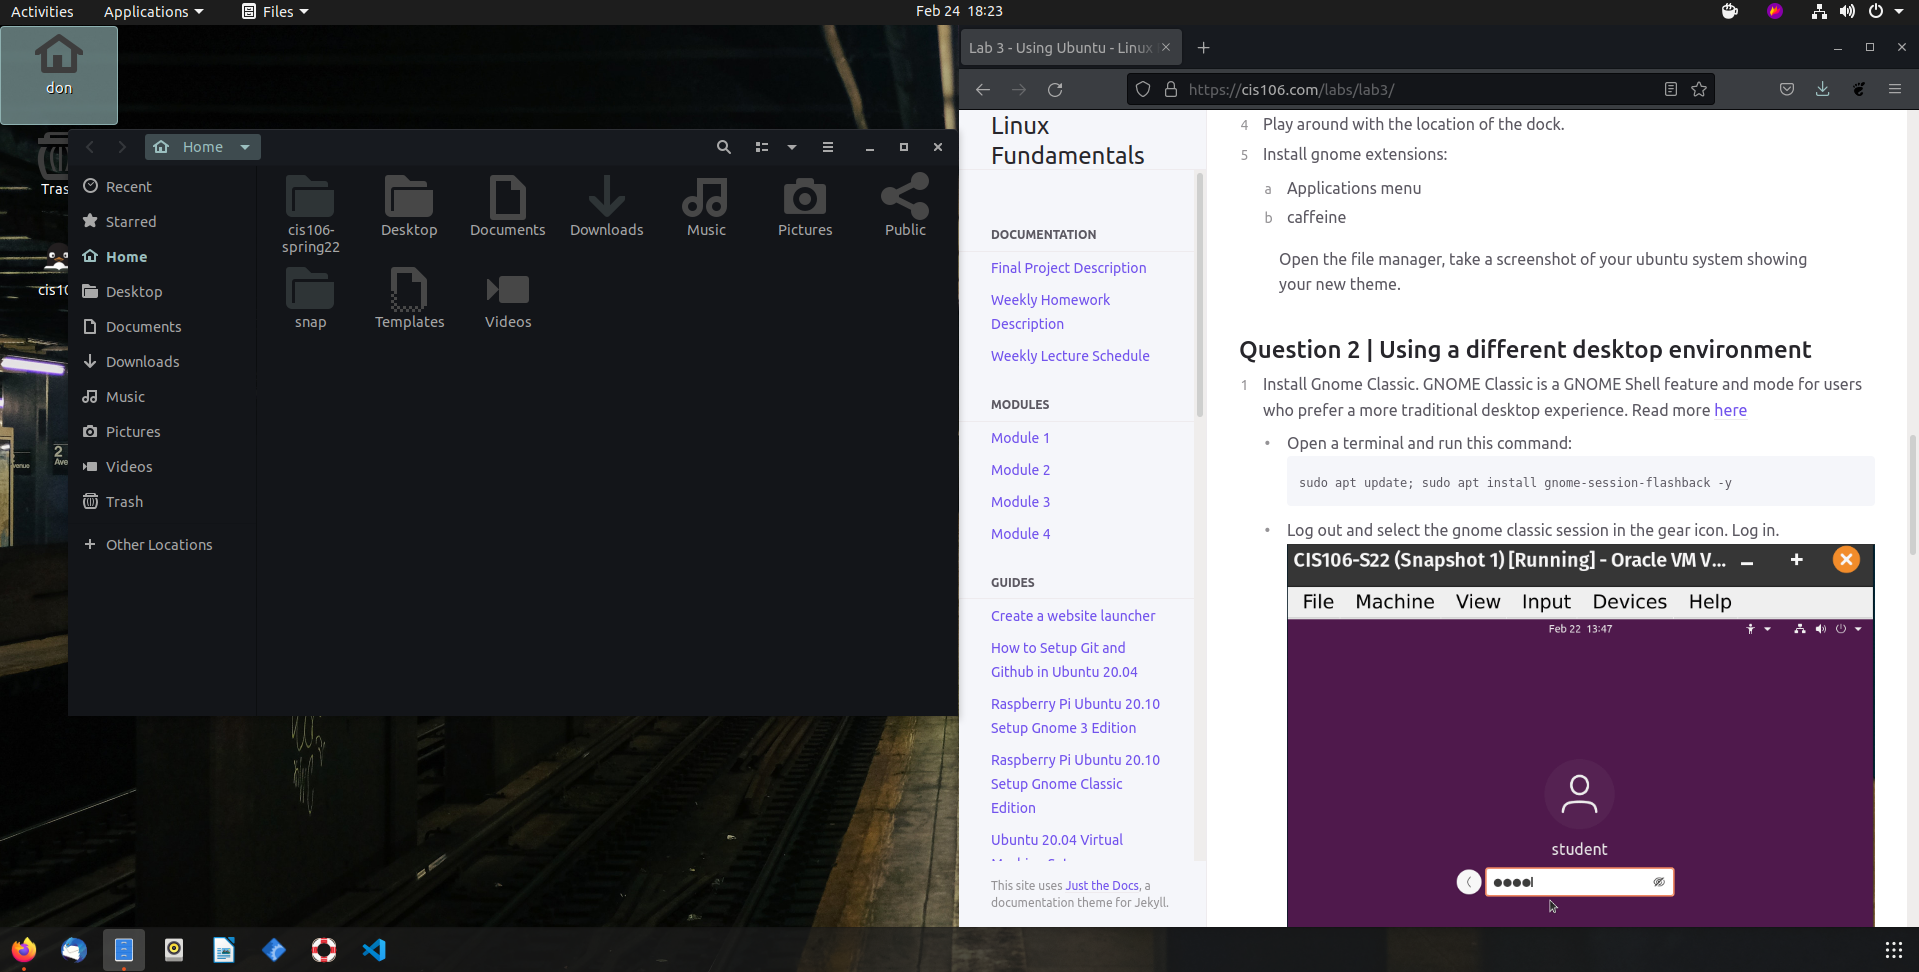 Activities
Applications
Files
Feb 24 18:23
don
Tras
cis10
Home
Recent
Starred
Home
Desktop
Documents
Downloads
Music
Pictures
Videos
Trash
Other Locations
cis106-
spring22
Desktop
Documents
Downloads
Music
Pictures
Public
snap
Templates
Videos
2
Ave
Lab 3 - Using Ubuntu - Linux
https://cis106.com/labs/lab3/
Linux
Fundamentals
DOCUMENTATION
Final Project Description
Weekly Homework
Description
Weekly Lecture Schedule
MODULES
Module 1
Module 2
Module 3
Module 4
GUIDES
Create a website launcher
How to Setup Git and
Github in Ubuntu 20.04
Raspberry Pi Ubuntu 20.10
Setup Gnome 3 Edition
Raspberry Pi Ubuntu 20.10
Setup Gnome Classic
Edition
Ubuntu 20.04 Virtual
This site uses Just the Docs, a
documentation theme for Jekyll.
4 Play around with the location of the dock.
5 Install gnome extensions:
a Applications menu
b caffeine
Open the file manager, take a screenshot of your ubuntu system showing
your new theme.
Question 2 | Using a different desktop environment
1 Install Gnome Classic. GNOME Classic is a GNOME Shell feature and mode for users
who prefer a more traditional desktop experience. Read more here
• Open a terminal and run this command:
sudo apt update; sudo apt install gnome-session-flashback -y
• Log out and select the gnome classic session in the gear icon. Log in.
CIS106-S22 (Snapshot 1) [Running] - Oracle VM V...
File Machine View Input Devices Help
Feb 22 13:47
student